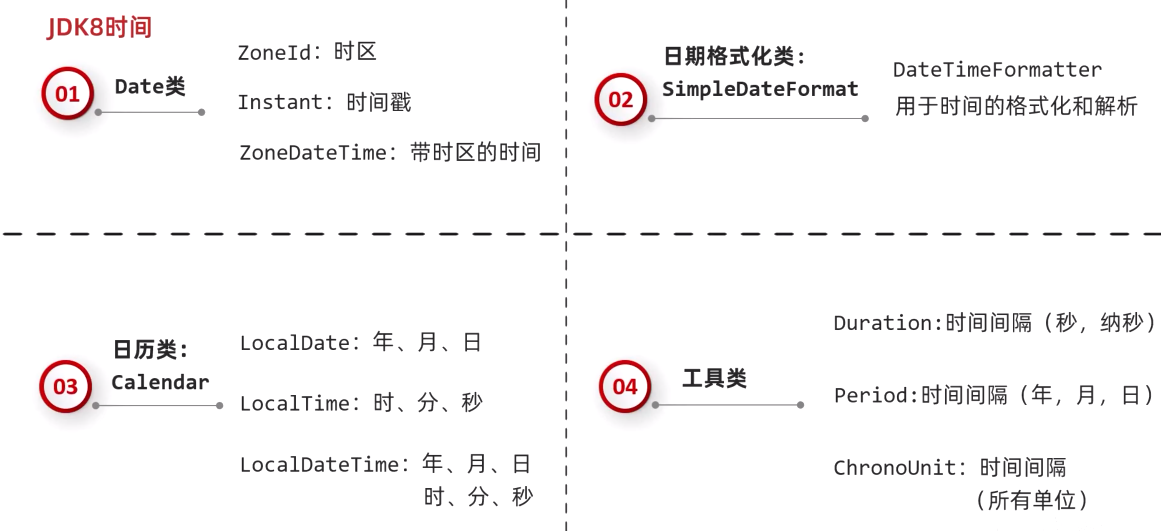 JDK8时间
01
Date类
ZoneId：时区
Instant：时间戳
ZoneDateTime：带时区的时间
02
日期格式化类：
SimpleDateFormat
DateTimeFormatter
用于时间的格式化和解析
03
日历类：
Calendar
LocalDate：年、月、日
LocalTime：时、分、秒
LocalDateTime：年、月、日
时、分、秒
04
工具类
Duration:时间间隔（秒，纳秒）
Period:时间间隔（年，月，日）
ChronoUnit：时间间隔
（所有单位）